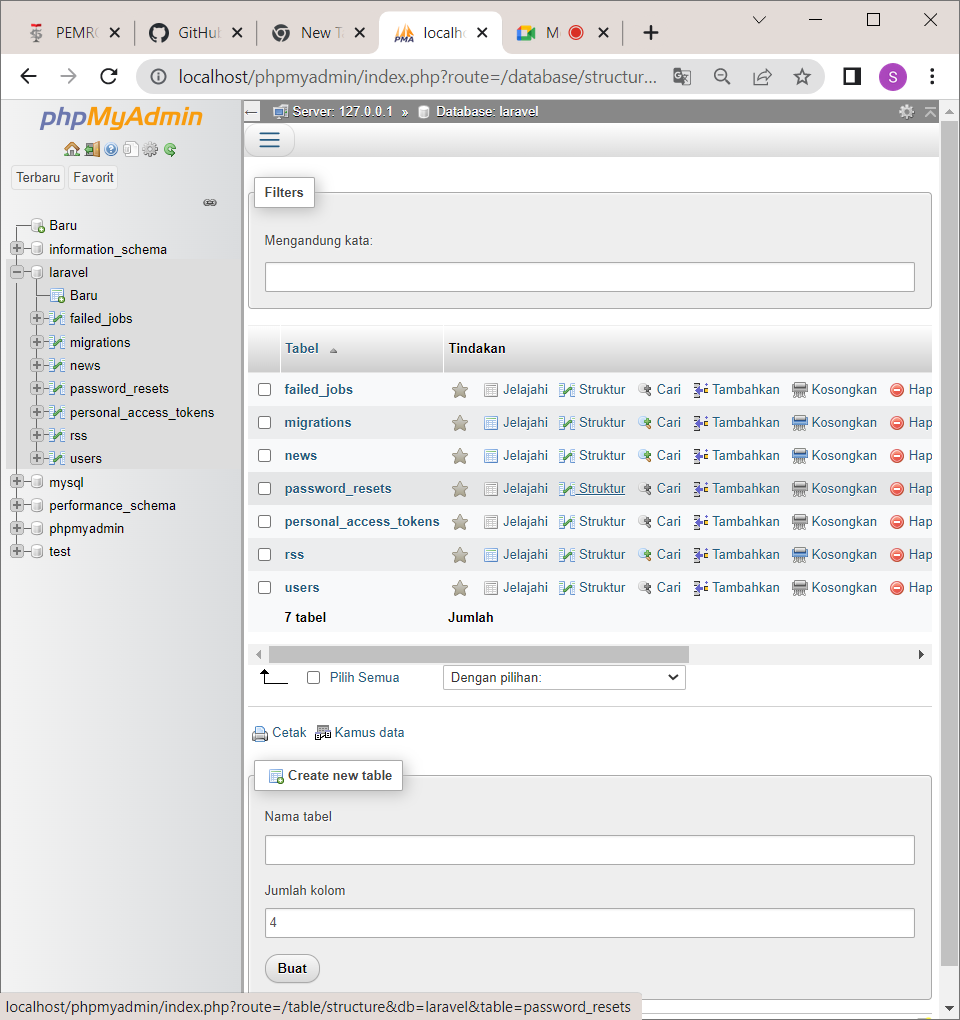 PEMR
GitHu
New T
localh
M
localhost/phpmyadmin/index.php?route=/database/structur...
S
phpMyAdmin
Terbaru Favorit
Baru
information_schema
laravel
Baru
failed_jobs
migrations
news
password_resets
personal_access_tokens
rss
users
mysql
performance_schema
phpmyadmin
test
Server: 127.0.0.1 » Database: laravel
Filters
Mengandung kata:
Tabel Tindakan
failed_jobs Jelajahi Struktur Cari Tambahkan Kosongkan Hap
migrations Jelajahi Struktur Cari Tambahkan Kosongkan Hap
news Jelajahi Struktur Cari Tambahkan Kosongkan Hap
password_resets Jelajahi Struktur Cari Tambahkan Kosongkan Hap
personal_access_tokens Jelajahi Struktur Cari Tambahkan Kosongkan Hap
rss Jelajahi Struktur Cari Tambahkan Kosongkan Hap
users Jelajahi Struktur Cari Tambahkan Kosongkan Hap
7 tabel Jumlah
Pilih Semua Dengan pilihan:
Cetak Kamus data
Create new table
Nama tabel
Jumlah kolom
4
Buat
localhost/phpmyadmin/index.php?route=/table/structure&db=laravel&table=password_resets